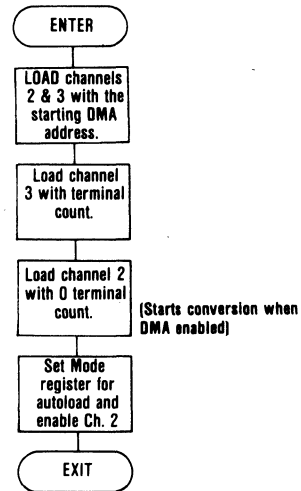 ENTER
LOAD channels
2 & 3 with the
starting DMA
address.
Load channel
3 with terminal
count.
Load channel 2
with 0 terminal
count.
(Starts conversion when
DMA enabled)
Set Mode
register for
autoload and
enable Ch. 2
EXIT